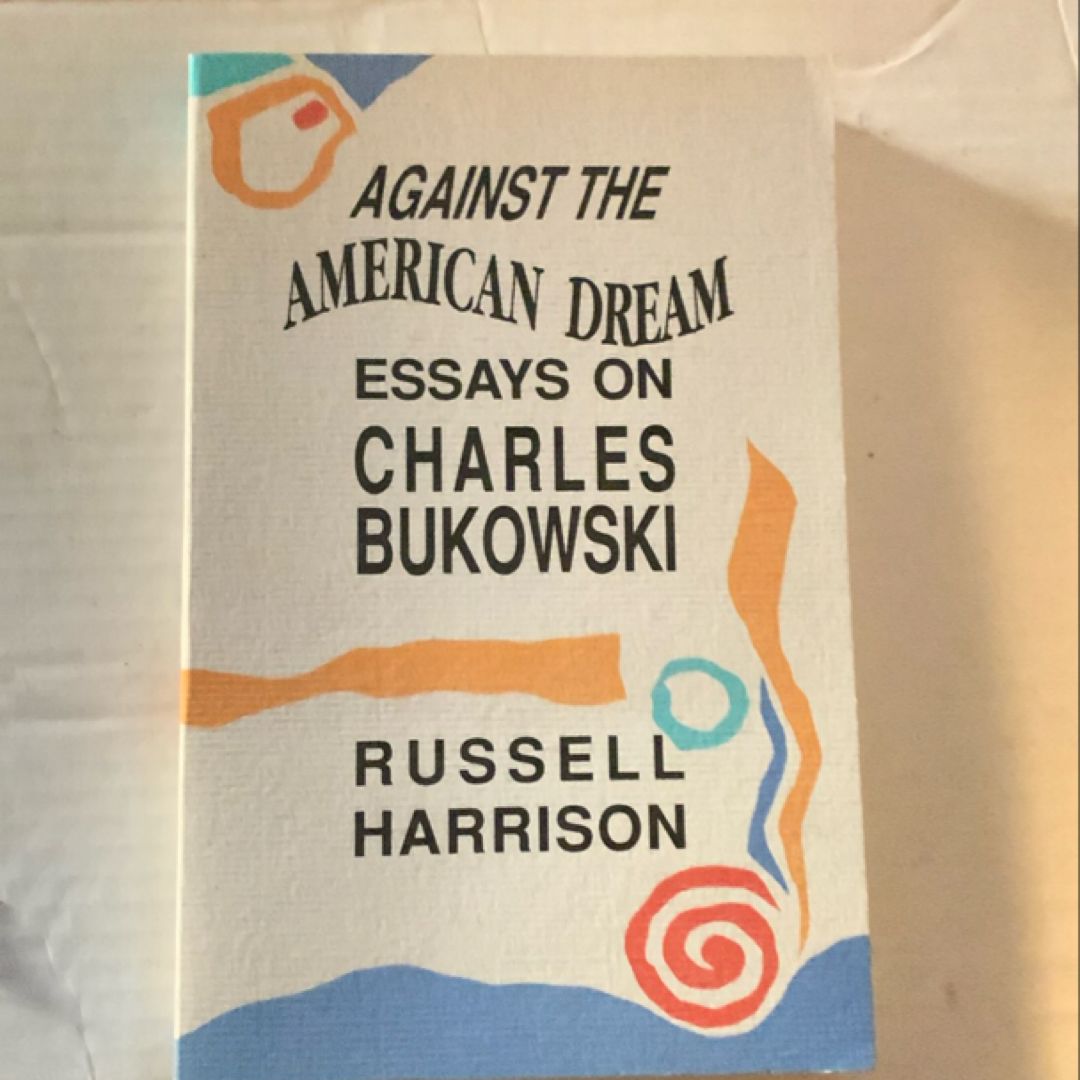 AGAINST THE
AMERICAN DREAM
ESSAYS ON
CHARLES
BUKOWSKI
RUSSELL
HARRISON